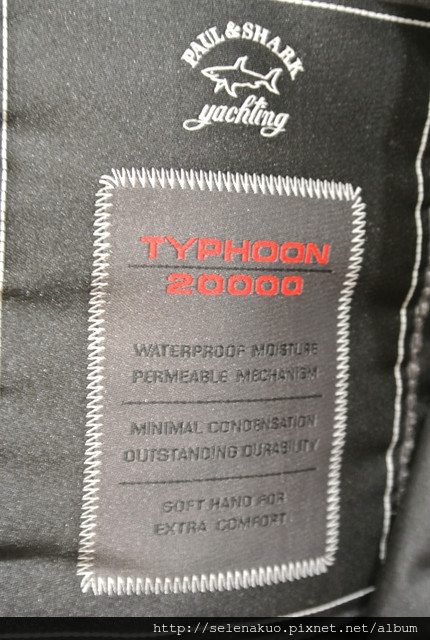 PAUL & SHARK
yachting
TYPHOON
20000
WATERPROOF MOISTURE
PERMEABLE MECHANISM
MINIMAL CONDENSATION
OUTSTANDING DURABILITY
SOFT HAND FOR
EXTRA COMFORT
http://selenakuo.pixnet.net/album